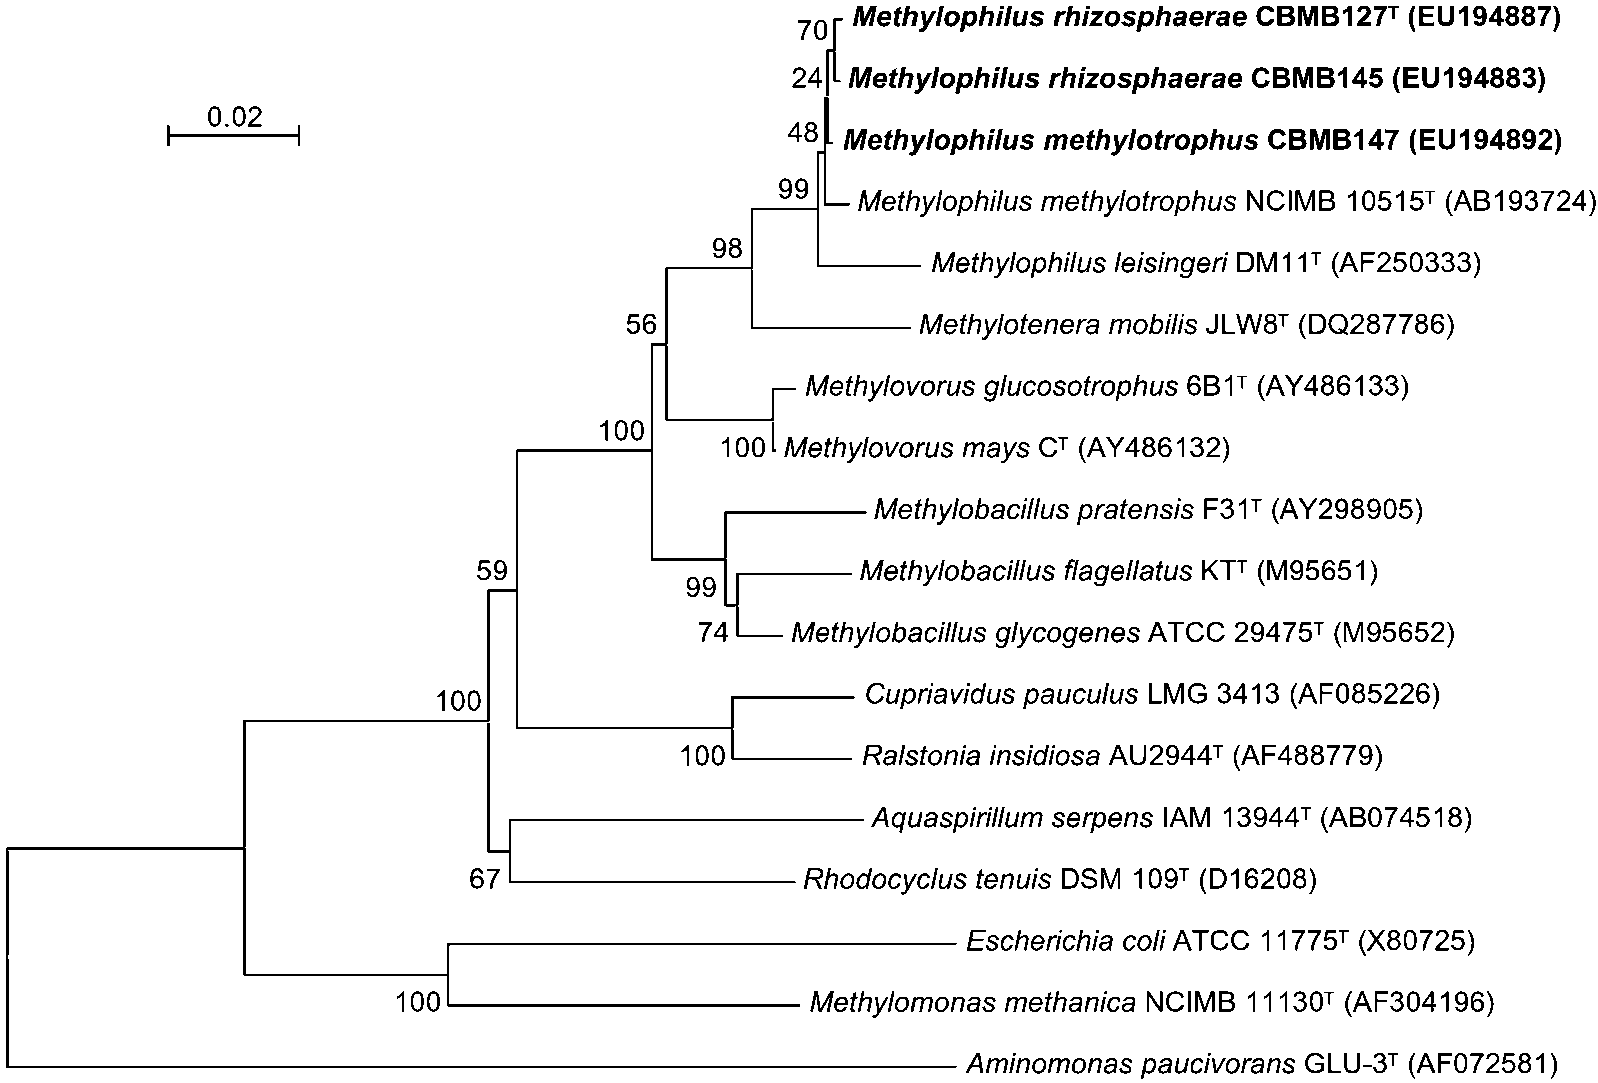 70
Methylophilus rhizosphaerae CBMB127ᵀ (EU194887)
24
Methylophilus rhizosphaerae CBMB145 (EU194883)
0.02
48
Methylophilus methylotrophus CBMB147 (EU194892)
99
Methylophilus methylotrophus NCIMB 10515ᵀ (AB193724)
98
Methylophilus leisingeri DM11ᵀ (AF250333)
56
Methylotenera mobilis JLW8ᵀ (DQ287786)
Methylovorus glucosotrophus 6B1ᵀ (AY486133)
100
100
Methylovorus mays Cᵀ (AY486132)
Methylobacillus pratensis F31ᵀ (AY298905)
59
Methylobacillus flagellatus KTᵀ (M95651)
99
74
Methylobacillus glycogenes ATCC 29475ᵀ (M95652)
100
Cupriavidus pauculus LMG 3413 (AF085226)
100
Ralstonia insidiosa AU2944ᵀ (AF488779)
Aquaspirillum serpens IAM 13944ᵀ (AB074518)
67
Rhodocyclus tenuis DSM 109ᵀ (D16208)
Escherichia coli ATCC 11775ᵀ (X80725)
100
Methylomonas methanica NCIMB 11130ᵀ (AF304196)
Aminomonas paucivorans GLU-3ᵀ (AF072581)